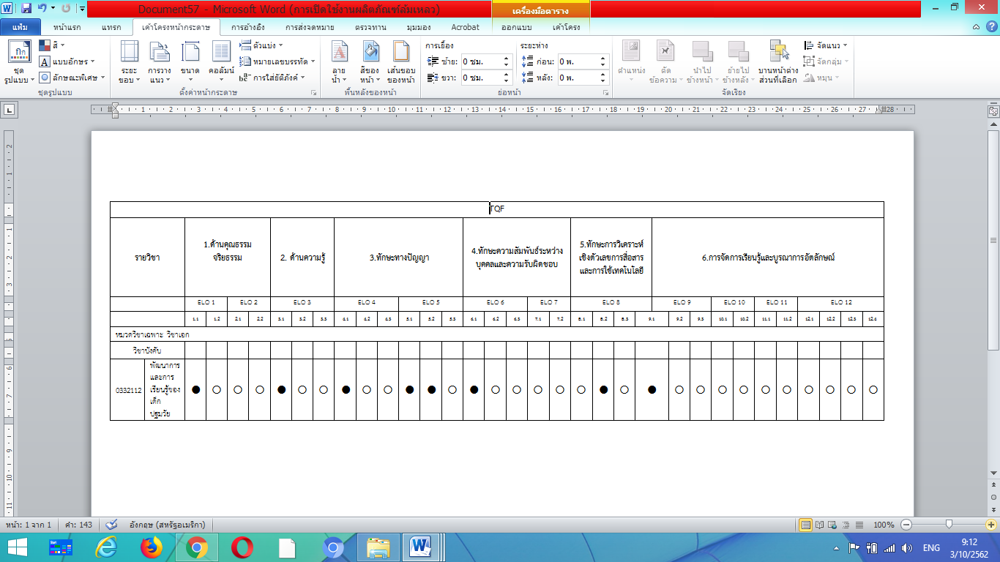 Document57 - Microsoft Word (การเปิดใช้งานผลิตภัณฑ์ล้มเหลว)
เครื่องมือตาราง
แฟ้ม หน้าแรก แทรก เค้าโครงหน้ากระดาษ การอ้างอิง การส่งจดหมาย ตรวจทาน มุมมอง Acrobat ออกแบบ เค้าโครง
ชุดรูปแบบ สี แบบอักษร ลักษณะพิเศษ
ระยะขอบ การวางแนว ขนาด คอลัมน์ ตัวแบ่ง หมายเลขบรรทัด การใส่ยัติภังค์
ลายน้ำ สีของหน้า เส้นขอบของหน้า
การเยื้อง ระยะห่าง
ซ้าย: 0 ซม. ก่อน: 0 พ.
ขวา: 0 ซม. หลัง: 0 พ.
ตำแหน่ง ตัดข้อความ นำไปข้างหน้า ย้ายไปข้างหลัง บานหน้าต่างส่วนที่เลือก จัดแนว จัดกลุ่ม หมุน
ชุดรูปแบบ ตั้งค่าหน้ากระดาษ พื้นหลังของหน้า ย่อหน้า จัดเรียง
1 2 3 4 5 6 7 8 9 10 11 12 13 14 15 16 17 18 19 20 21 22 23 24 25 26 27 28
TQF
รายวิชา
1.ด้านคุณธรรม
จริยธรรม
2. ด้านความรู้
3.ทักษะทางปัญญา
4.ทักษะความสัมพันธ์ระหว่าง
บุคคลและความรับผิดชอบ
5.ทักษะการวิเคราะห์
เชิงตัวเลขการสื่อสาร
และการใช้เทคโนโลยี
6.การจัดการเรียนรู้และบูรณาการอัตลักษณ์
ELO 1 ELO 2 ELO 3 ELO 4 ELO 5 ELO 6 ELO 7 ELO 8 ELO 9 ELO 10 ELO 11 ELO 12
1.1 1.2 2.1 2.2 3.1 3.2 3.3 4.1 4.2 4.3 5.1 5.2 5.3 6.1 6.2 6.3 7.1 7.2 8.1 8.2 8.3 9.1 9.2 9.3 10.1 10.2 11.1 11.2 12.1 12.2 12.3 12.4
หมวดวิชาเฉพาะ วิชาเอก
วิชาบังคับ
0332112
พัฒนาการ
และการ
เรียนรู้ของ
เด็ก
ปฐมวัย
● ○ ○ ○ ● ○ ○ ● ○ ○ ● ● ○ ● ○ ○ ○ ○ ○ ● ○ ● ○ ○ ○ ○ ○ ○ ○ ○ ○ ○
หน้า: 1 จาก 1 คำ: 143 อังกฤษ (สหรัฐอเมริกา) 100%
ENG
9:12
3/10/2562